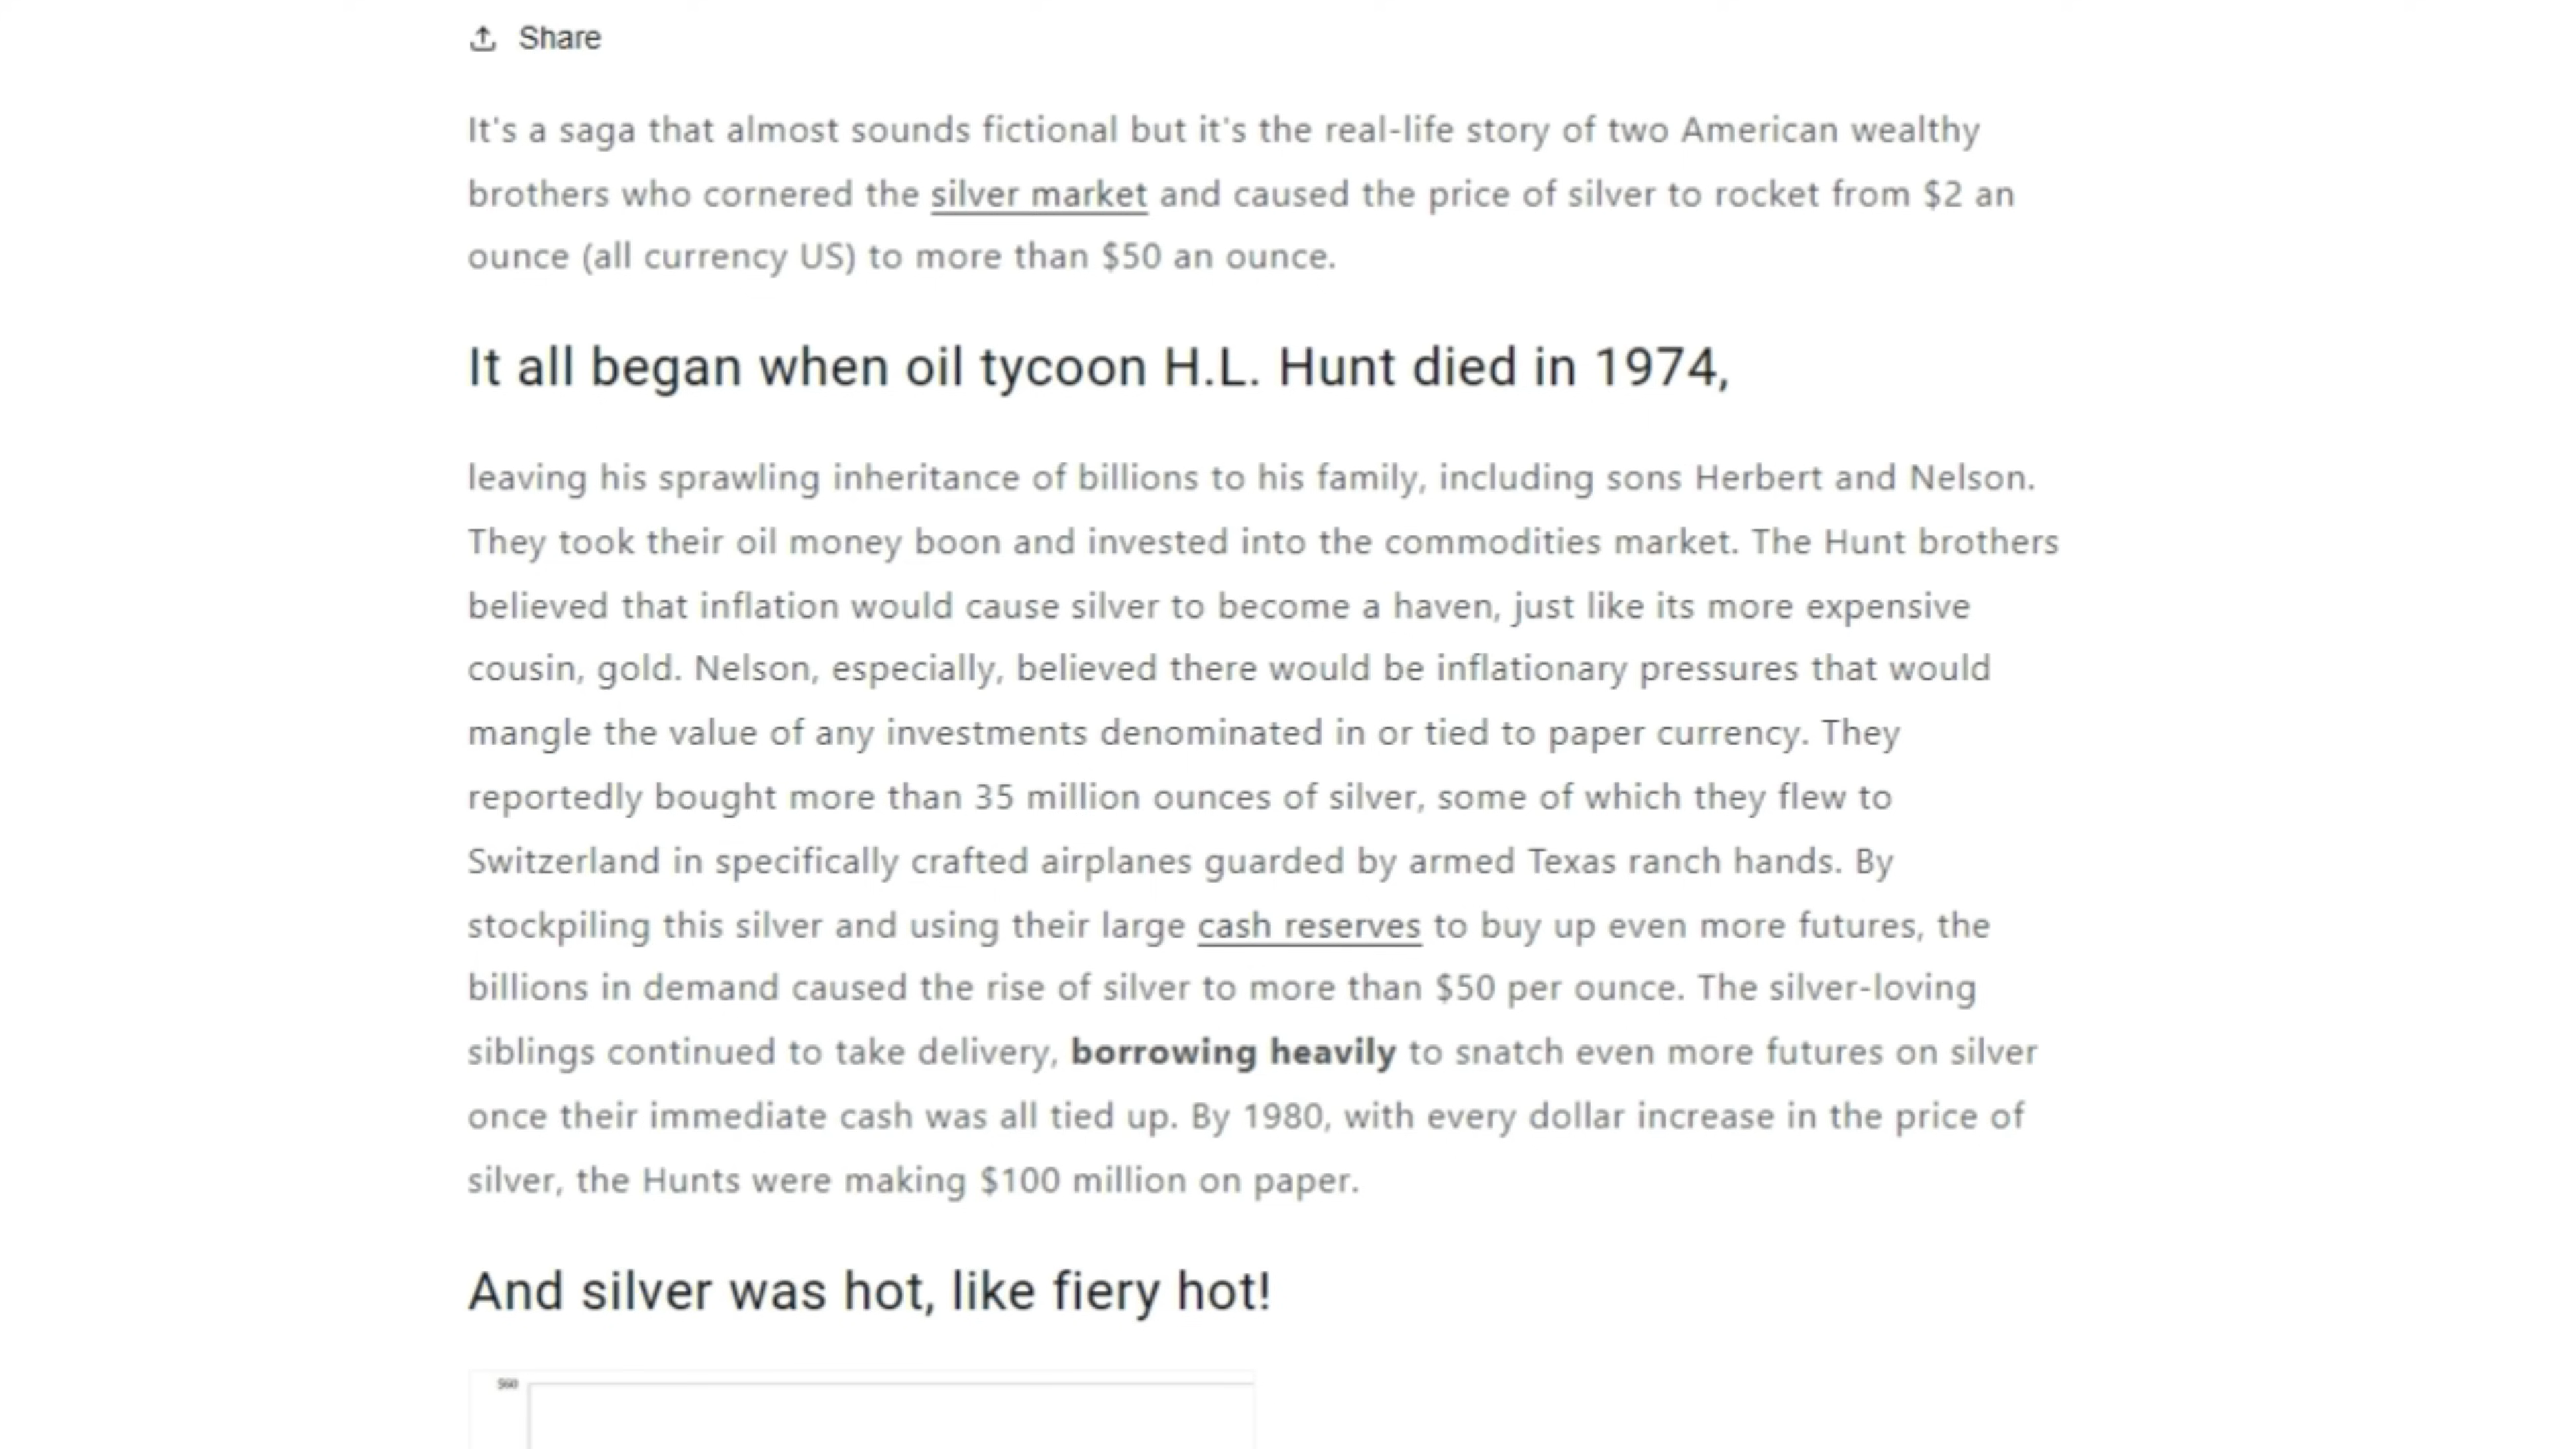 Share
It's a saga that almost sounds fictional but it's the real-life story of two American wealthy
brothers who cornered the silver market and caused the price of silver to rocket from $2 an
ounce (all currency US) to more than $50 an ounce.
It all began when oil tycoon H.L. Hunt died in 1974,
leaving his sprawling inheritance of billions to his family, including sons Herbert and Nelson.
They took their oil money boon and invested into the commodities market. The Hunt brothers
believed that inflation would cause silver to become a haven, just like its more expensive
cousin, gold. Nelson, especially, believed there would be inflationary pressures that would
mangle the value of any investments denominated in or tied to paper currency. They
reportedly bought more than 35 million ounces of silver, some of which they flew to
Switzerland in specifically crafted airplanes guarded by armed Texas ranch hands. By
stockpiling this silver and using their large cash reserves to buy up even more futures, the
billions in demand caused the rise of silver to more than $50 per ounce. The silver-loving
siblings continued to take delivery, borrowing heavily to snatch even more futures on silver
once their immediate cash was all tied up. By 1980, with every dollar increase in the price of
silver, the Hunts were making $100 million on paper.
And silver was hot, like fiery hot!
$60